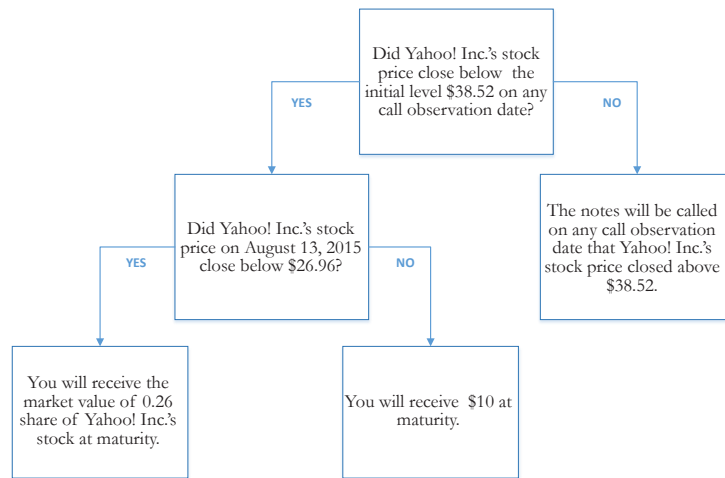 Did Yahoo! Inc.'s stock
price close below the
initial level $38.52 on any
call observation date?
YES
NO
Did Yahoo! Inc.'s stock
price on August 13, 2015
close below $26.96?
The notes will be called
on any call observation
date that Yahoo! Inc.'s
stock price closed above
$38.52.
YES
NO
You will receive the
market value of 0.26
share of Yahoo! Inc.'s
stock at maturity.
You will receive $10 at
maturity.